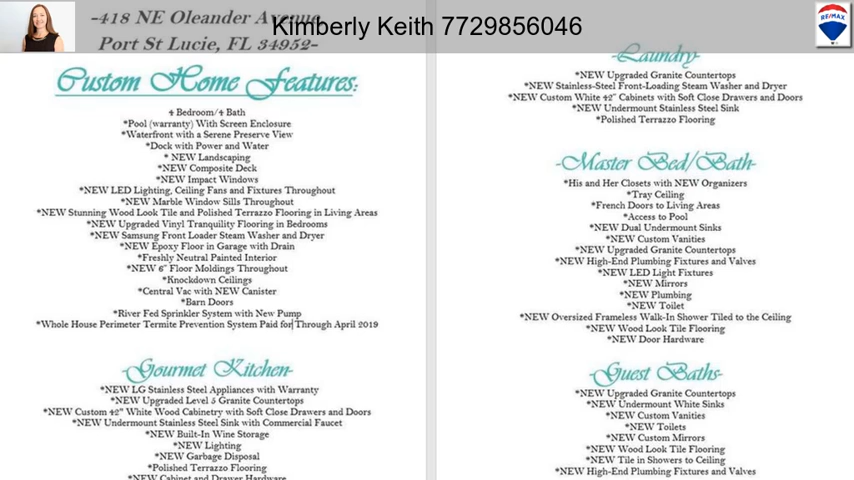 Kimberly Keith 7729856046
RE/MAX
-418 NE Oleander Avenue,
Port St Lucie, FL 34952-
Custom Home Features:
4 Bedroom/4 Bath
*Pool (warranty) With Screen Enclosure
*Waterfront with a Serene Preserve View
*Dock with Power and Water
* NEW Landscaping
*NEW Composite Deck
*NEW Impact Windows
*NEW LED Lighting, Ceiling Fans and Fixtures Throughout
*NEW Marble Window Sills Throughout
*NEW Stunning Wood Look Tile and Polished Terrazzo Flooring in Living Areas
*NEW Upgraded Vinyl Tranquility Flooring in Bedrooms
*NEW Samsung Front Loader Steam Washer and Dryer
*NEW Epoxy Floor in Garage with Drain
*Freshly Neutral Painted Interior
*NEW 6" Floor Moldings Throughout
*Knockdown Ceilings
*Central Vac with NEW Canister
*Barn Doors
*River Fed Sprinkler System with New Pump
*Whole House Perimeter Termite Prevention System Paid for Through April 2019
-Gourmet Kitchen-
*NEW LG Stainless Steel Appliances with Warranty
*NEW Upgraded Level 5 Granite Countertops
*NEW Custom 42" White Wood Cabinetry with Soft Close Drawers and Doors
*NEW Undermount Stainless Steel Sink with Commercial Faucet
*NEW Built-In Wine Storage
*NEW Lighting
*NEW Garbage Disposal
*Polished Terrazzo Flooring
*NEW Cabinet and Drawer Hardware
-Laundry-
*NEW Upgraded Granite Countertops
*NEW Stainless-Steel Front-Loading Steam Washer and Dryer
*NEW Custom White 42" Cabinets with Soft Close Drawers and Doors
*NEW Undermount Stainless Steel Sink
*Polished Terrazzo Flooring
-Master Bed/Bath-
*His and Her Closets with NEW Organizers
*Tray Ceiling
*French Doors to Living Areas
*Access to Pool
*NEW Dual Undermount Sinks
*NEW Custom Vanities
*NEW Upgraded Granite Countertops
*NEW High-End Plumbing Fixtures and Valves
*NEW LED Light Fixtures
*NEW Mirrors
*NEW Plumbing
*NEW Toilet
*NEW Oversized Frameless Walk-In Shower Tiled to the Ceiling
*NEW Wood Look Tile Flooring
*NEW Door Hardware
-Guest Baths-
*NEW Upgraded Granite Countertops
*NEW Undermount White Sinks
*NEW Custom Vanities
*NEW Toilets
*NEW Custom Mirrors
*NEW Wood Look Tile Flooring
*NEW Tile in Showers to Ceiling
*NEW High-End Plumbing Fixtures and Valves